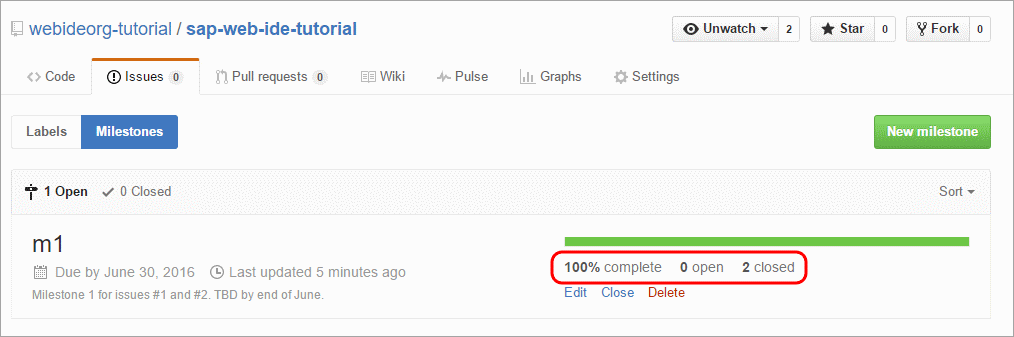 webideorg-tutorial / sap-web-ide-tutorial Unwatch 2 Star 0 Fork 0
Code Issues 0 Pull requests 0 Wiki Pulse Graphs Settings
Labels Milestones New milestone
1 Open 0 Closed Sort
m1
100% complete 0 open 2 closed
Due by June 30, 2016 Last updated 5 minutes ago
Milestone 1 for issues #1 and #2. TBD by end of June. Edit Close Delete